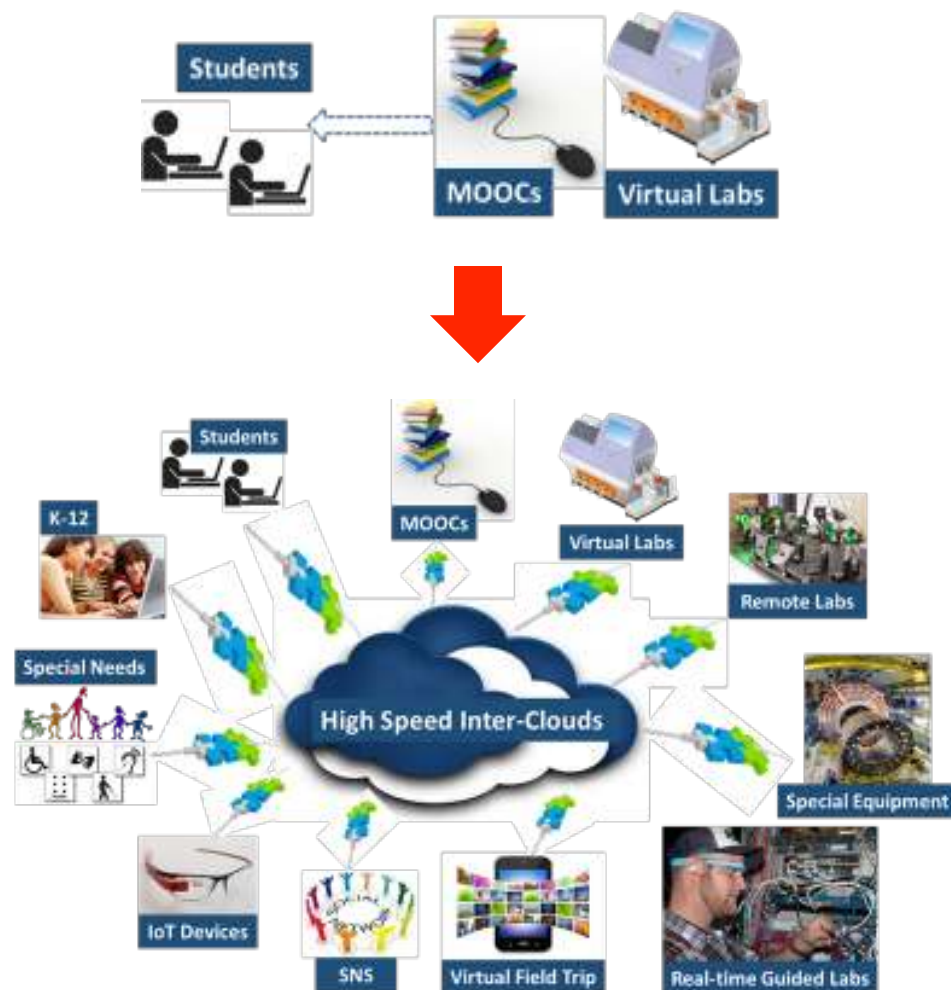 Students
MOOCs
Virtual Labs
Students
MOOCs
K-12
Virtual Labs
Remote Labs
Special Needs
High Speed Inter-Clouds
Special Equipment
IoT Devices
SOCIAL
SNS
Virtual Field Trip
Real-time Guided Labs